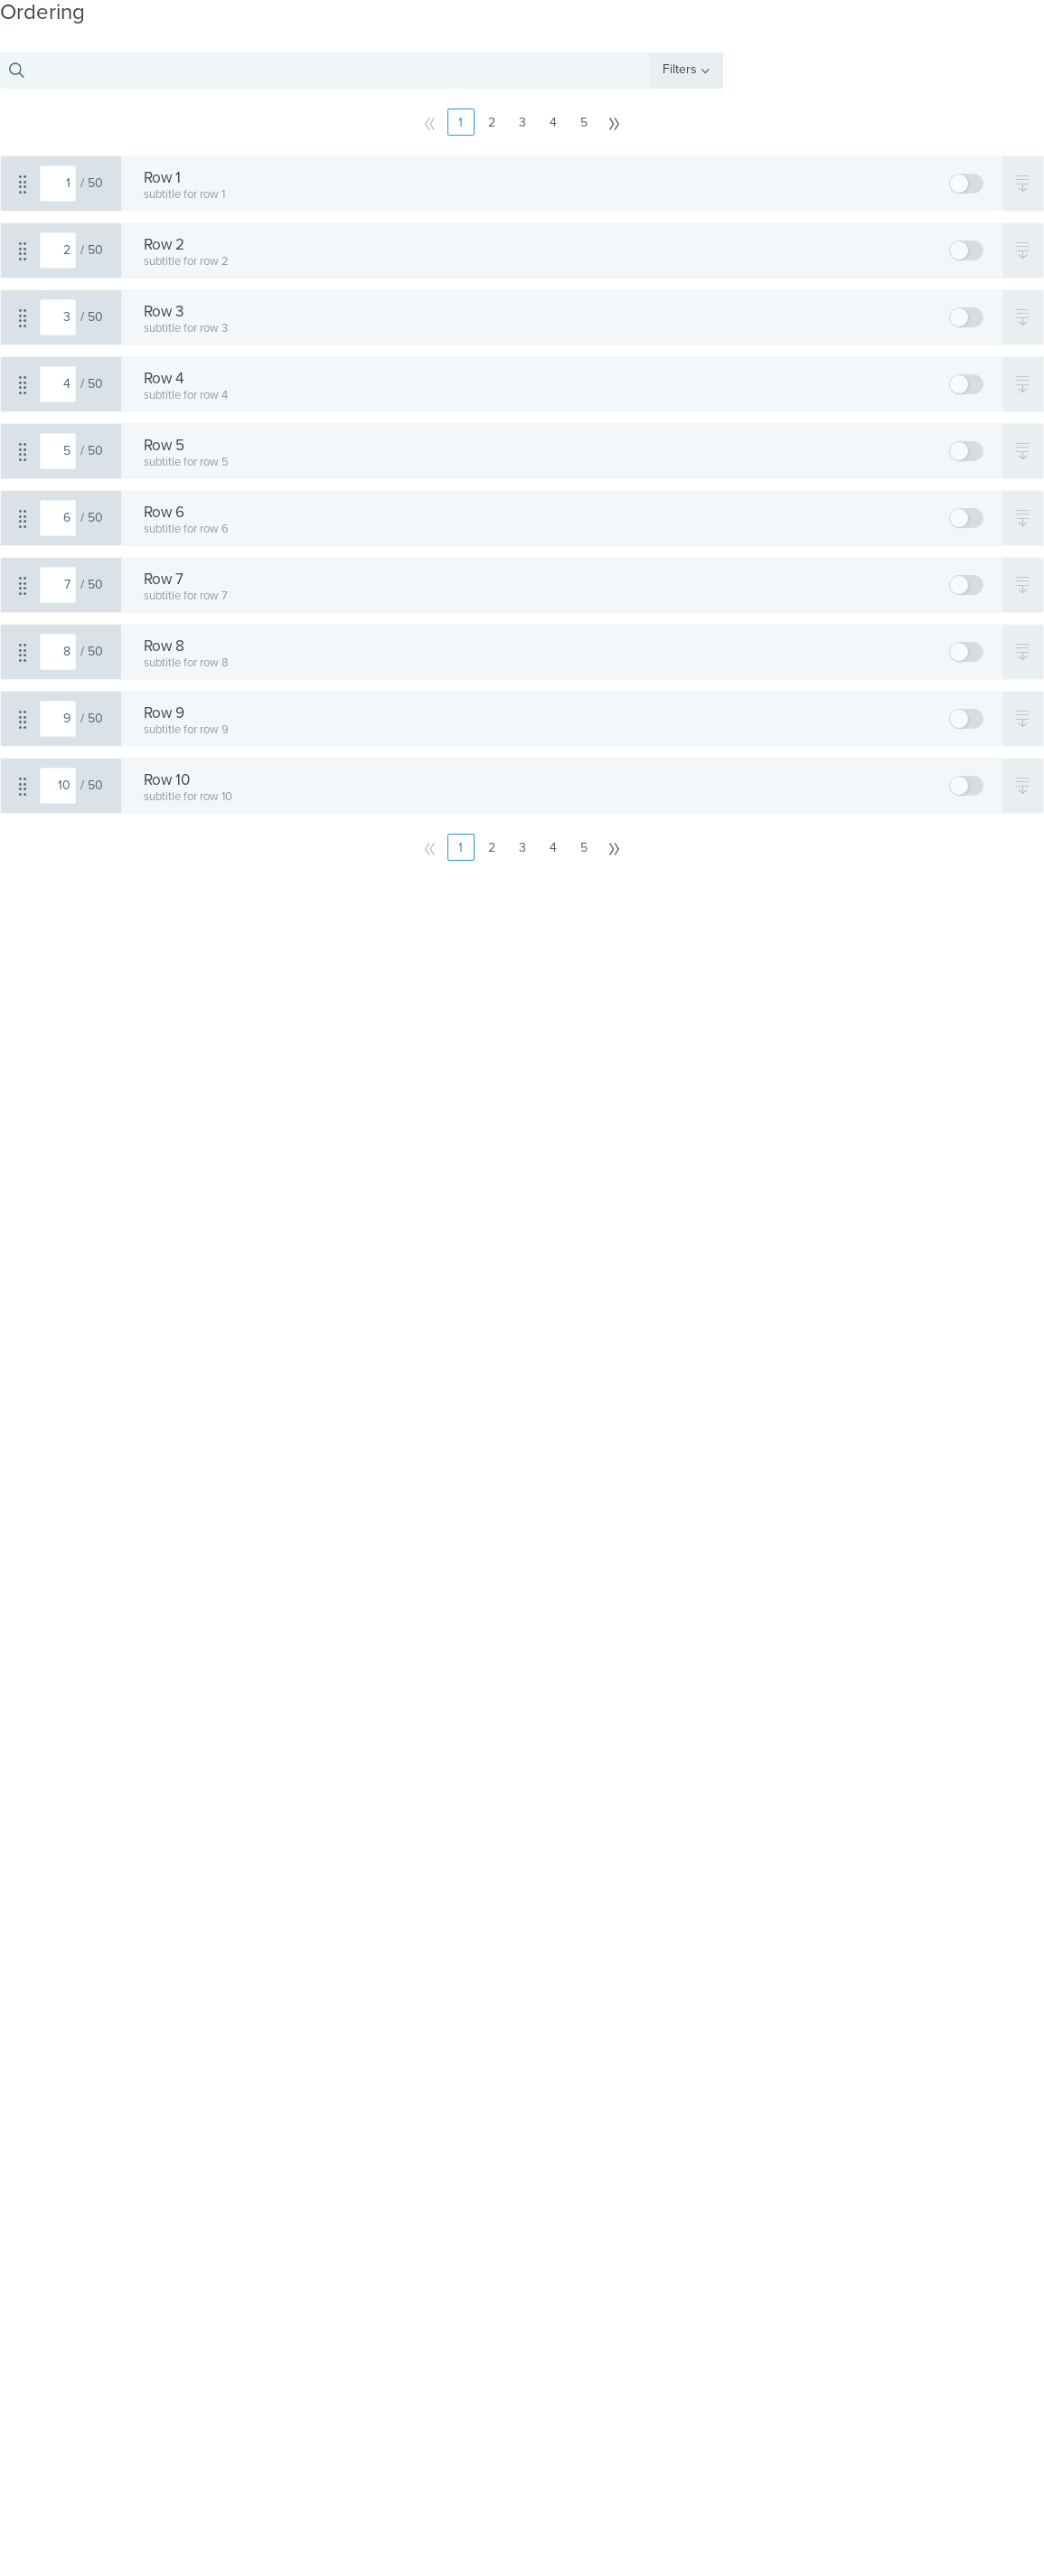 Ordering
Filters
1 2 3 4 5
1 / 50 Row 1
subtitle for row 1
2 / 50 Row 2
subtitle for row 2
3 / 50 Row 3
subtitle for row 3
4 / 50 Row 4
subtitle for row 4
5 / 50 Row 5
subtitle for row 5
6 / 50 Row 6
subtitle for row 6
7 / 50 Row 7
subtitle for row 7
8 / 50 Row 8
subtitle for row 8
9 / 50 Row 9
subtitle for row 9
10 / 50 Row 10
subtitle for row 10
1 2 3 4 5